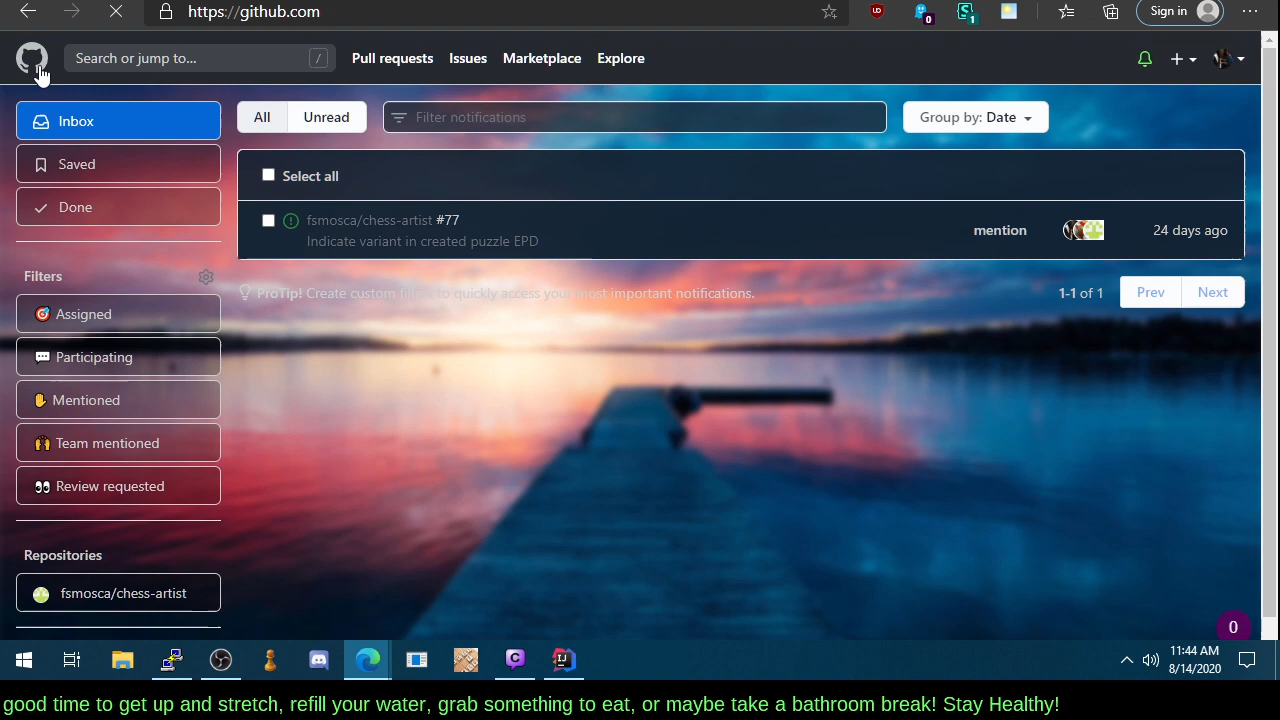 https://github.com
0
1
Sign in
Search or jump to...
/
Pull requests
Issues
Marketplace
Explore
Inbox
All
Unread
Filter notifications
Group by: Date
Saved
Select all
Done
fsmosca/chess-artist #77
Indicate variant in created puzzle EPD
mention
24 days ago
Filters
ProTip! Create custom filters to quickly access your most important notifications.
1-1 of 1
Prev
Next
Assigned
Participating
Mentioned
Team mentioned
Review requested
Repositories
fsmosca/chess-artist
0
11:44 AM
8/14/2020
good time to get up and stretch, refill your water, grab something to eat, or maybe take a bathroom break! Stay Healthy!